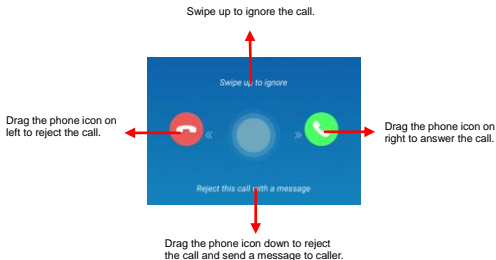 Swipe up to ignore the call.
Swipe up to ignore
Drag the phone icon on
left to reject the call.
Drag the phone icon on
right to answer the call.
Reject this call with a message
Drag the phone icon down to reject
the call and send a message to caller.